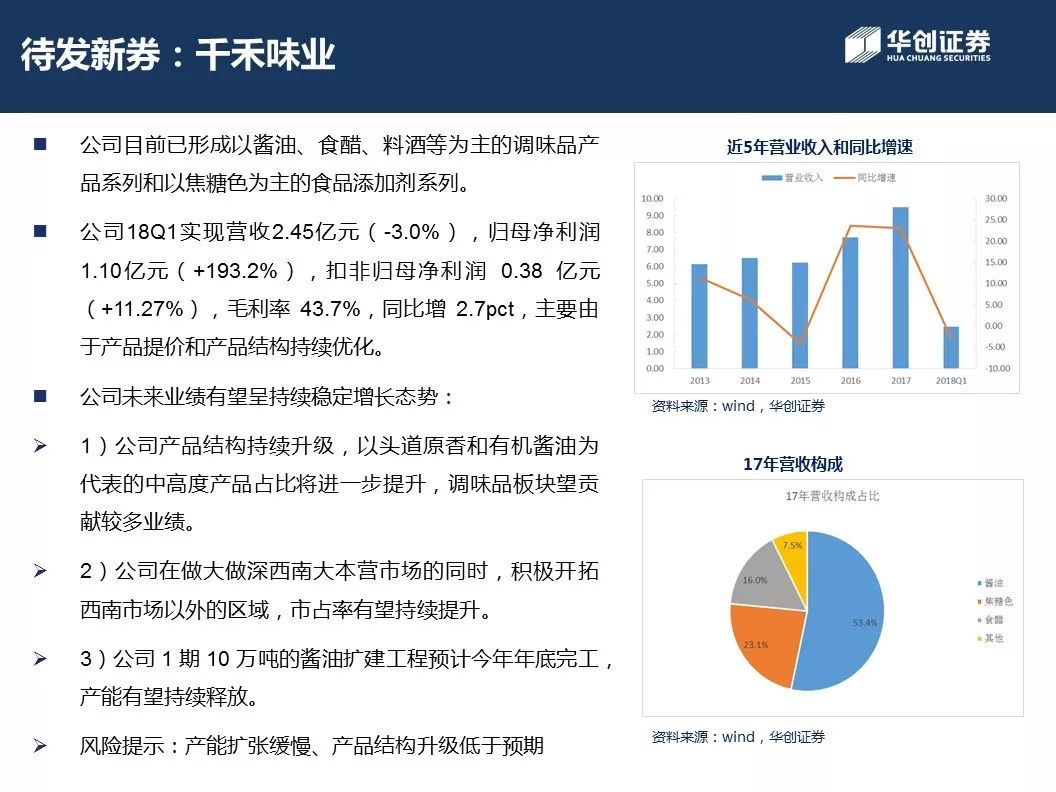 待发新券：千禾味业
华创证券
HUA CHUANG SECURITIES
公司目前已形成以酱油、食醋、料酒等为主的调味品产
品系列和以焦糖色为主的食品添加剂系列。
公司18Q1实现营收2.45亿元（-3.0%），归母净利润
1.10亿元（+193.2%），扣非归母净利润 0.38 亿元
（+11.27%），毛利率 43.7%，同比增 2.7pct，主要由
于产品提价和产品结构持续优化。
公司未来业绩有望呈持续稳定增长态势：
1）公司产品结构持续升级，以头道原香和有机酱油为
代表的中高度产品占比将进一步提升，调味品板块望贡
献较多业绩。
2）公司在做大做深西南大本营市场的同时，积极开拓
西南市场以外的区域，市占率有望持续提升。
3）公司 1 期 10 万吨的酱油扩建工程预计今年年底完工，
产能有望持续释放。
风险提示：产能扩张缓慢、产品结构升级低于预期
近5年营业收入和同比增速
营业收入 同比增速
10.00 30.00
9.00 25.00
8.00 20.00
7.00 15.00
6.00 10.00
5.00 5.00
4.00 0.00
3.00 -5.00
2.00 -10.00
1.00
0.00
2013 2014 2015 2016 2017 2018Q1
资料来源：wind，华创证券
17年营收构成
17年营收构成占比
7.5%
16.0%
53.4%
23.1%
酱油
焦糖色
食醋
其他
资料来源：wind，华创证券